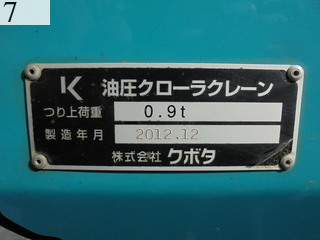 7
K 油圧クローラクレーン
つり上荷重 0.9t
製造年月 2012.12
株式会社 クボタ